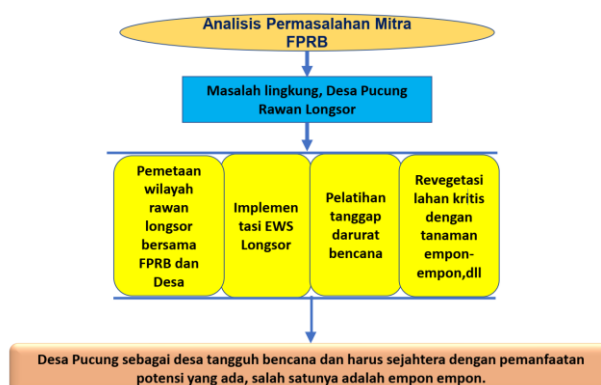 Analisis Permasalahan Mitra
FPRB
Masalah lingkung, Desa Pucung
Rawan Longsor
Pemetaan
wilayah
rawan
longsor
bersama
FPRB dan
Desa
Implemen
tasi EWS
Longsor
Pelatihan
tanggap
darurat
bencana
Revegetasi
lahan kritis
dengan
tanaman
empon-
empon,dll
Desa Pucung sebagai desa tangguh bencana dan harus sejahtera dengan pemanfaatan
potensi yang ada, salah satunya adalah empon empon.